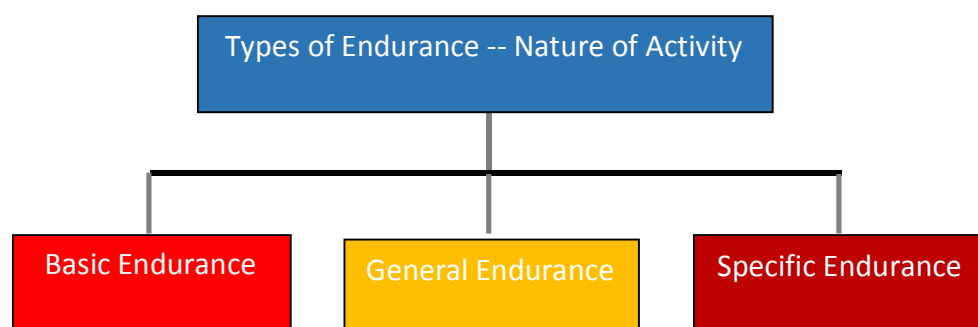 Types of Endurance -- Nature of Activity
Basic Endurance
General Endurance
Specific Endurance